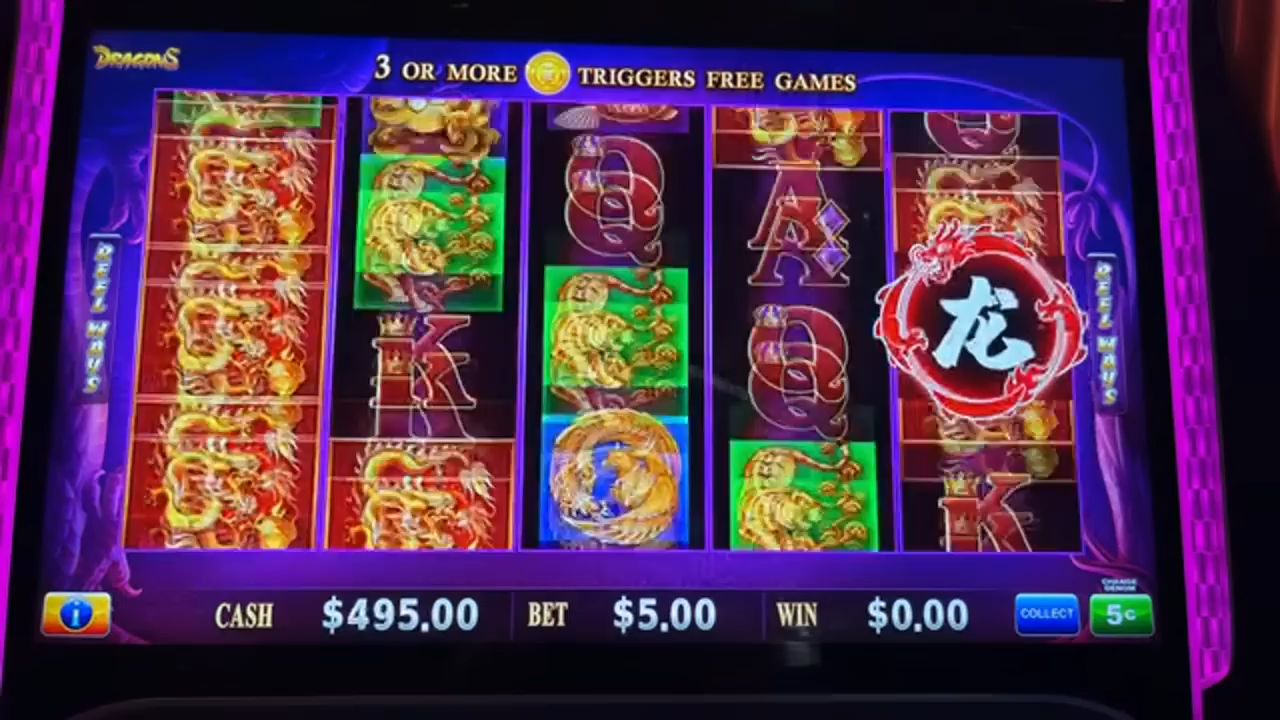 DRAGONS
3 OR MORE TRIGGERS FREE GAMES
REEL WAYS
REEL WAYS
Q
A
K
Q
K
龙
CASH $495.00
BET $5.00
WIN $0.00
COLLECT
CHANGE DENOM
5¢
i